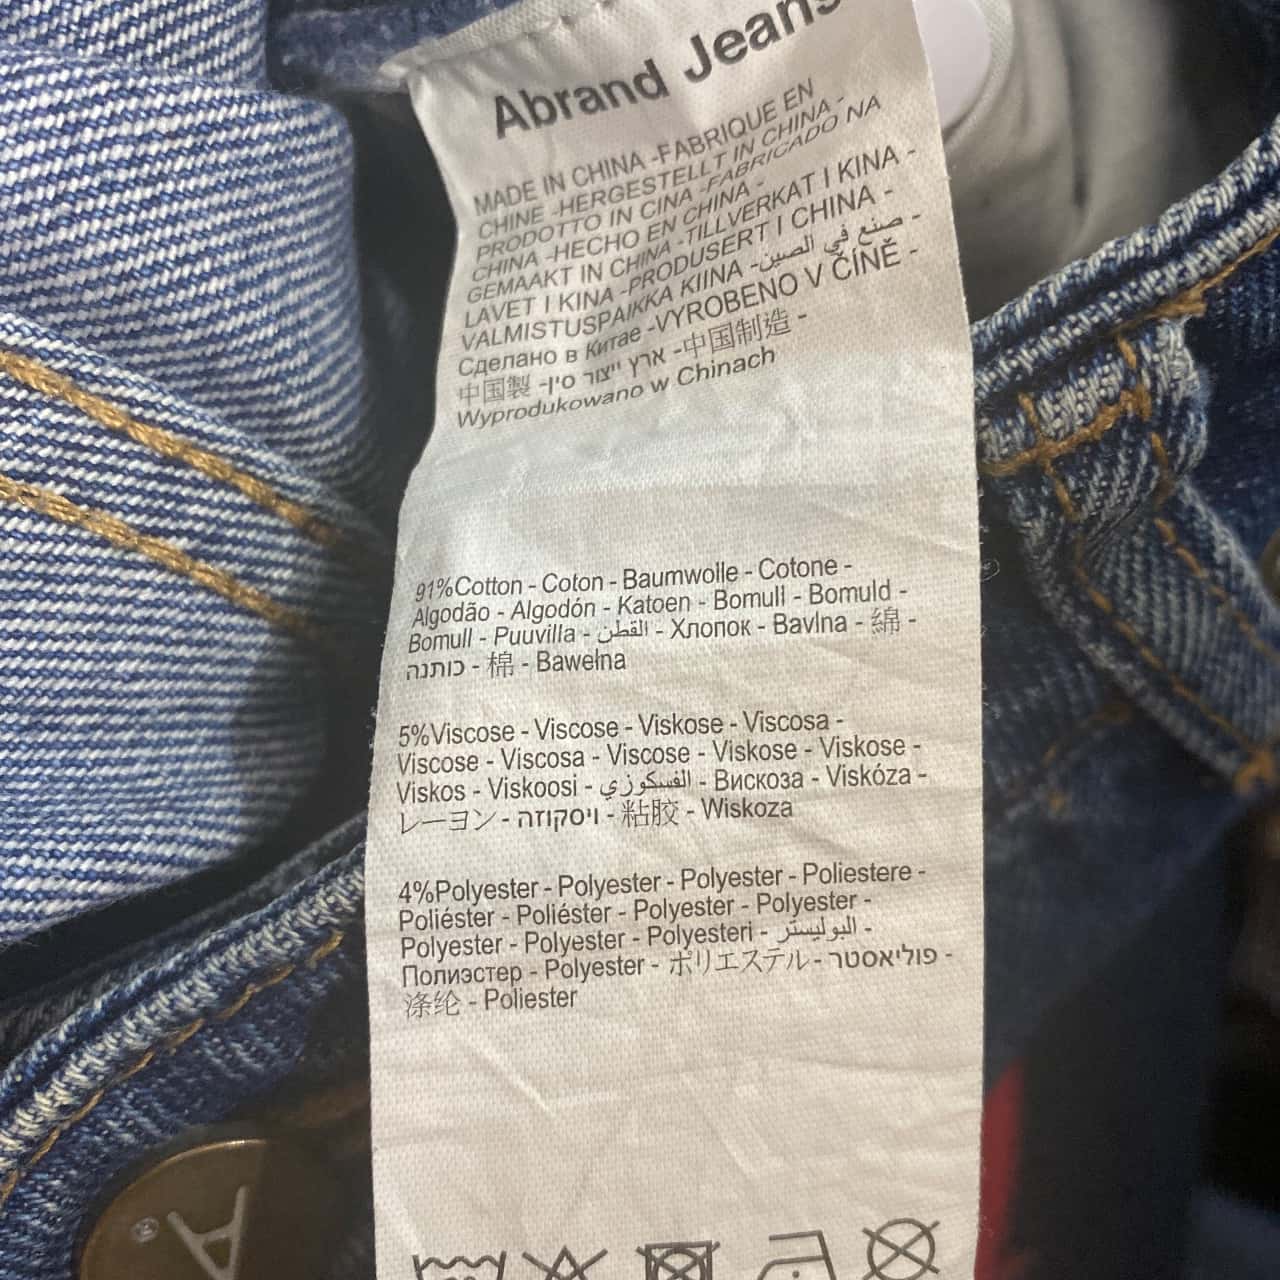 Abrand Jeans
MADE IN CHINA -FABRIQUE EN
CHINE -HERGESTELLT IN CHINA -
PRODOTTO IN CINA -FABRICADO NA
CHINA -HECHO EN CHINA -
GEMAAKT IN CHINA -TILLVERKAT I KINA -
LAVET I KINA -PRODUSERT I CHINA -
VALMISTUSPAIKKA KIINA - صنع في الصين -
Сделано в Китае -VYROBENO V ČÍNĚ -
中国製 - ארץ ייצור סין -中国制造 -
Wyprodukowano w Chinach
91%Cotton - Coton - Baumwolle - Cotone -
Algodão - Algodón - Katoen - Bomull - Bomuld -
Bomull - Puuvilla - القطن - Хлопок - Bavlna - 綿 -
כותנה - 棉 - Bawełna
5%Viscose - Viscose - Viskose - Viscosa -
Viscose - Viscosa - Viscose - Viskose - Viskose -
Viskos - Viskoosi - الفسكوزي - Вискоза - Viskóza -
レーヨン - ויסקוזה - 粘胶 - Wiskoza
4%Polyester - Polyester - Polyester - Poliestere -
Poliéster - Poliéster - Polyester - Polyester -
Polyester - Polyester - Polyesteri - البوليستر -
Полиэстер - Polyester - ポリエステル - פוליאסטר -
涤纶 - Poliester
A ®